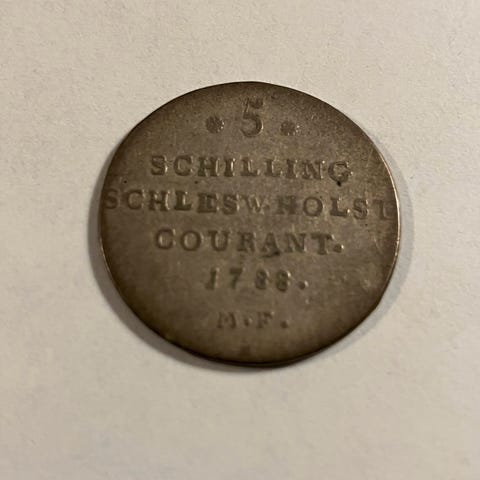 * 5 *
SCHILLING
SCHLESW·HOLST
COURANT.
1788.
M·F.